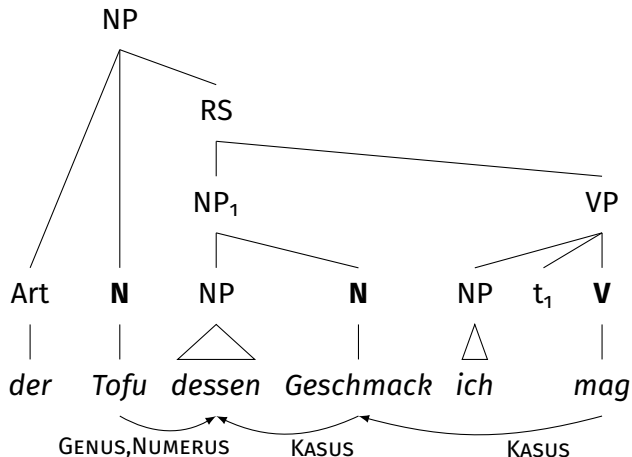 NP
RS
NP₁ VP
Art N NP N NP t₁ V
der Tofu dessen Geschmack ich mag
GENUS,NUMERUS KASUS KASUS